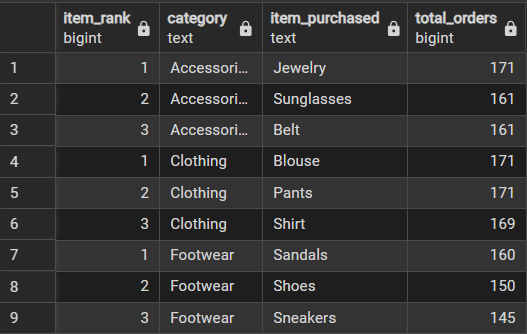 item_rank category item_purchased total_orders
bigint text text bigint
1 1 Accessori... Jewelry 171
2 2 Accessori... Sunglasses 161
3 3 Accessori... Belt 161
4 1 Clothing Blouse 171
5 2 Clothing Pants 171
6 3 Clothing Shirt 169
7 1 Footwear Sandals 160
8 2 Footwear Shoes 150
9 3 Footwear Sneakers 145